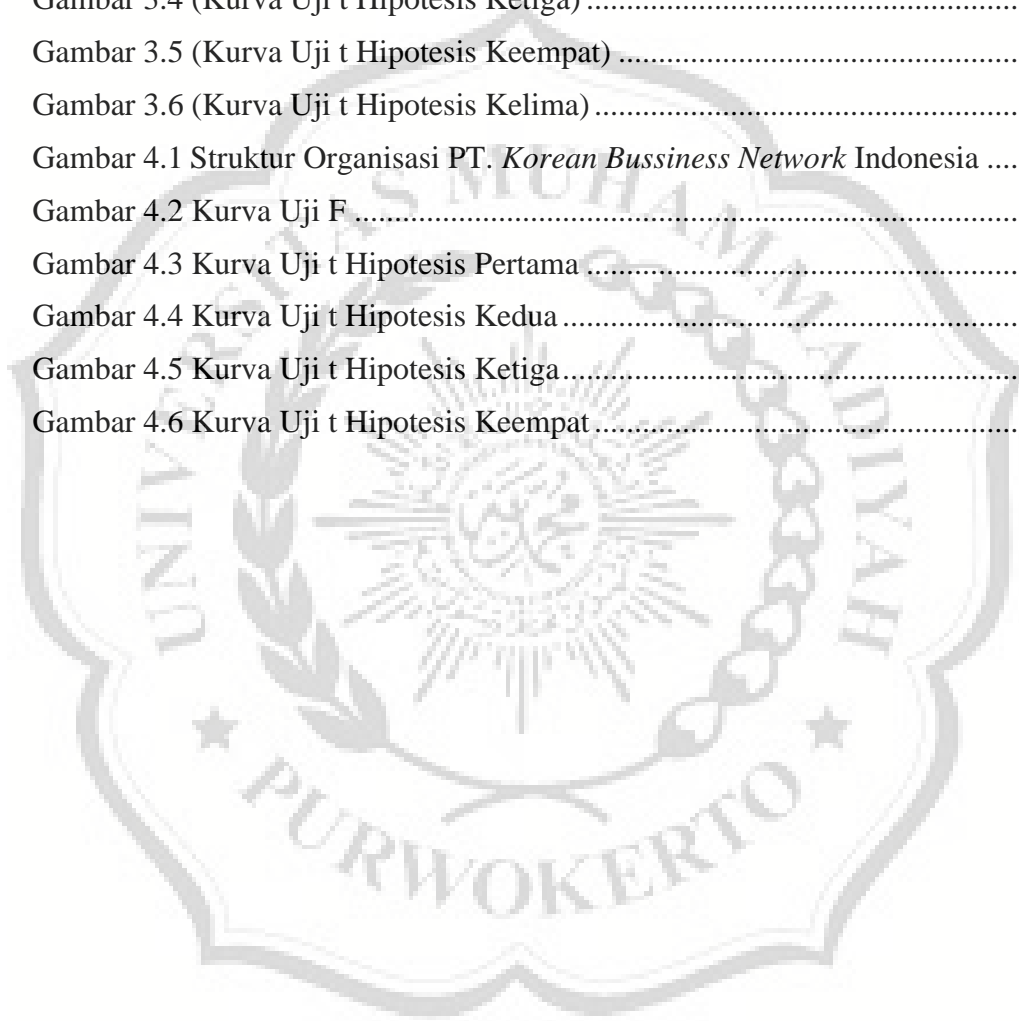 Gambar 3.4 (Kurva Uji t Hipotesis Ketiga) ................................................
Gambar 3.5 (Kurva Uji t Hipotesis Keempat) ................................................
Gambar 3.6 (Kurva Uji t Hipotesis Kelima) ................................................
Gambar 4.1 Struktur Organisasi PT. Korean Bussiness Network Indonesia ....
Gambar 4.2 Kurva Uji F ................................................................................
Gambar 4.3 Kurva Uji t Hipotesis Pertama ....................................................
Gambar 4.4 Kurva Uji t Hipotesis Kedua .......................................................
Gambar 4.5 Kurva Uji t Hipotesis Ketiga .......................................................
Gambar 4.6 Kurva Uji t Hipotesis Keempat ...................................................
UNIVERSITAS MUHAMMADIYAH
PURWOKERTO